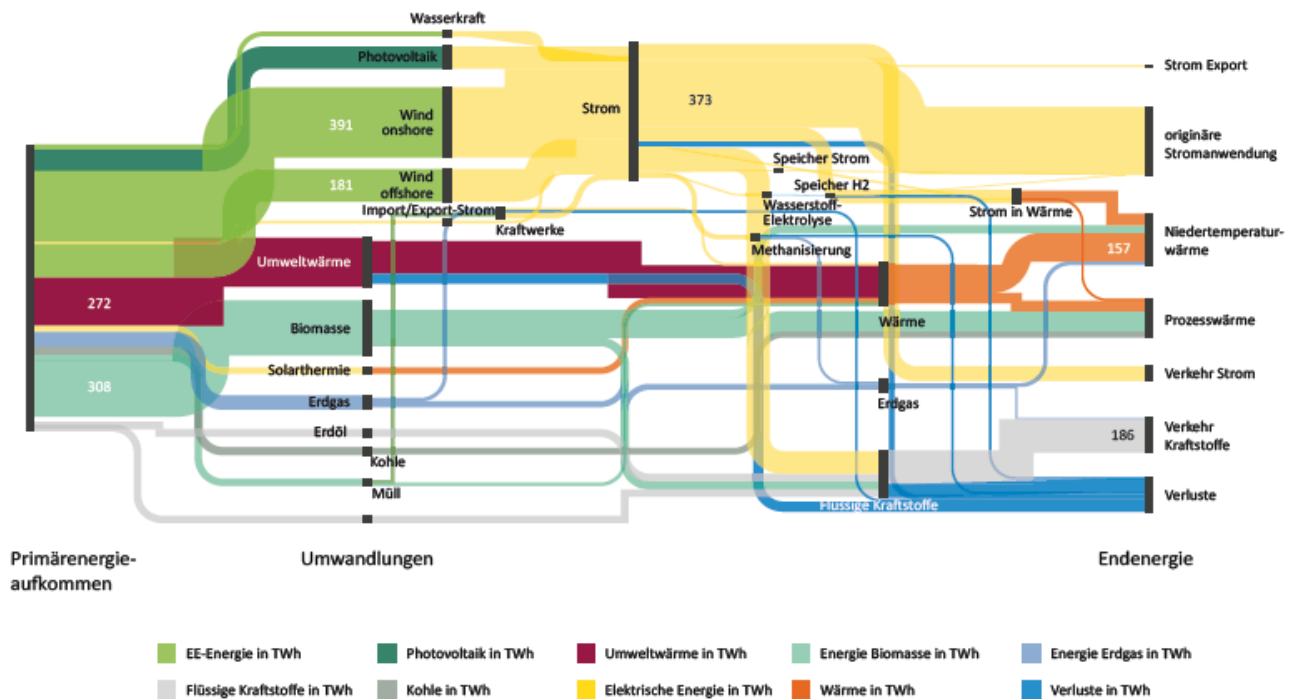 Wasserkraft
Photovoltaik
Strom Export
Strom
373
391
Wind
onshore
originäre
Stromanwendung
Speicher Strom
181
Wind
offshore
Speicher H2
Import/Export-Strom
Wasserstoff-
Elektrolyse
Strom in Wärme
Kraftwerke
Niedertemperatur-
wärme
Methanisierung
157
Umweltwärme
272
Biomasse
Wärme
Prozesswärme
Solarthermie
Verkehr Strom
308
Erdgas
Erdgas
Erdöl
186
Verkehr
Kraftstoffe
Kohle
Müll
Verluste
Flüssige Kraftstoffe
Primärenergie-
aufkommen
Umwandlungen
Endenergie
EE-Energie in TWh
Photovoltaik in TWh
Umweltwärme in TWh
Energie Biomasse in TWh
Energie Erdgas in TWh
Flüssige Kraftstoffe in TWh
Kohle in TWh
Elektrische Energie in TWh
Wärme in TWh
Verluste in TWh